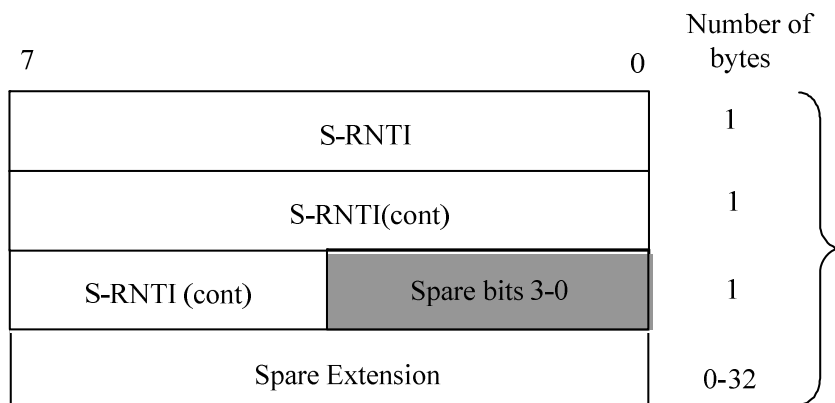 Number of
bytes
7
0
S-RNTI
1
S-RNTI(cont)
1
S-RNTI (cont)
Spare bits 3-0
1
Spare Extension
0-32